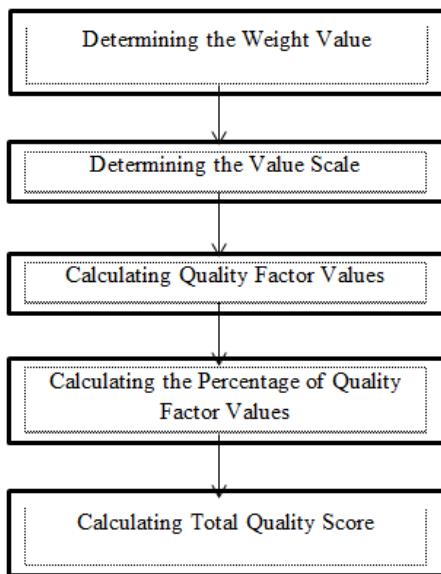 Determining the Weight Value
Determining the Value Scale
Calculating Quality Factor Values
Calculating the Percentage of Quality
Factor Values
Calculating Total Quality Score